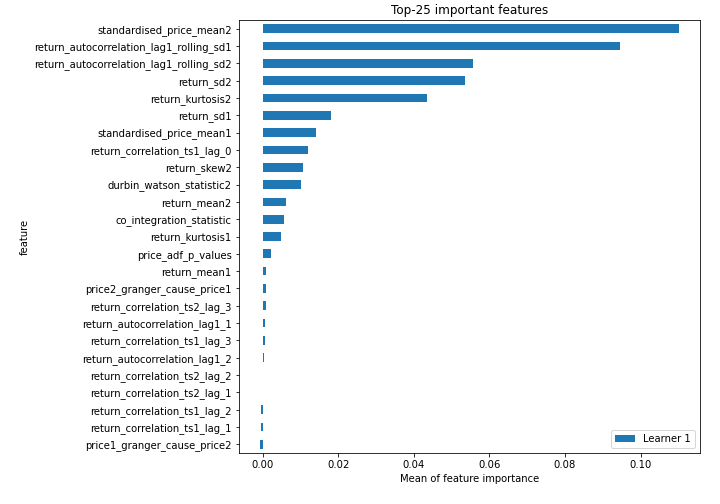 Top-25 important features
feature
standardised_price_mean2
return_autocorrelation_lag1_rolling_sd1
return_autocorrelation_lag1_rolling_sd2
return_sd2
return_kurtosis2
return_sd1
standardised_price_mean1
return_correlation_ts1_lag_0
return_skew2
durbin_watson_statistic2
return_mean2
co_integration_statistic
return_kurtosis1
price_adf_p_values
return_mean1
price2_granger_cause_price1
return_correlation_ts2_lag_3
return_autocorrelation_lag1_1
return_correlation_ts1_lag_3
return_autocorrelation_lag1_2
return_correlation_ts2_lag_2
return_correlation_ts2_lag_1
return_correlation_ts1_lag_2
return_correlation_ts1_lag_1
price1_granger_cause_price2
Learner 1
0.00 0.02 0.04 0.06 0.08 0.10
Mean of feature importance